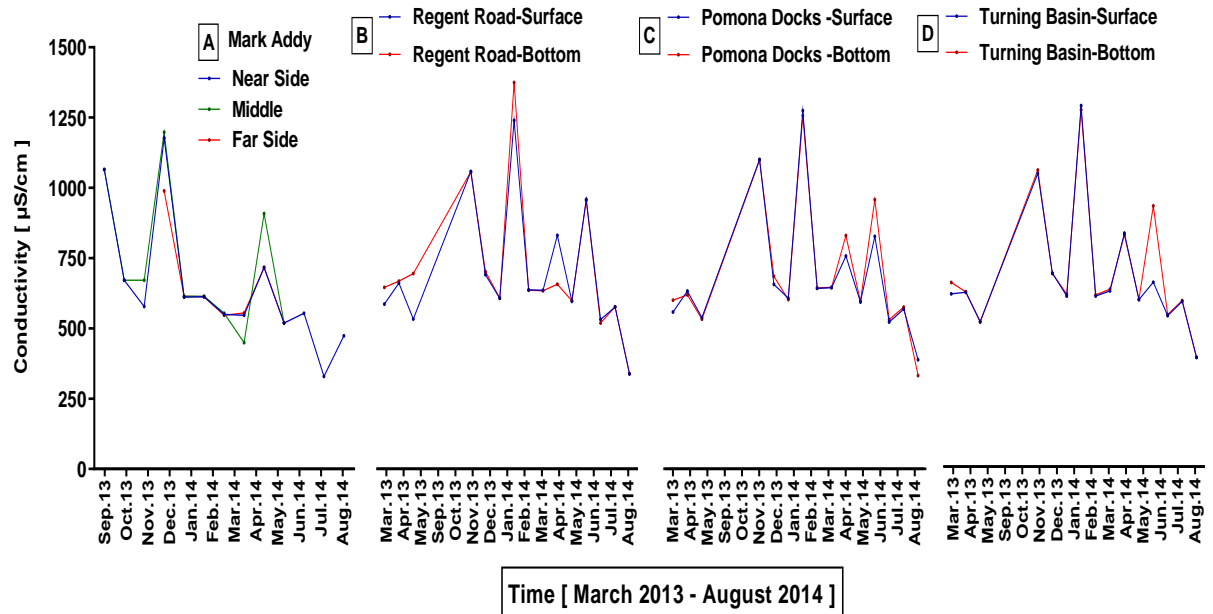 A Mark Addy
Near Side
Middle
Far Side
B
Regent Road-Surface
Regent Road-Bottom
C
Pomona Docks -Surface
Pomona Docks -Bottom
D
Turning Basin-Surface
Turning Basin-Bottom
Conductivity [ µS/cm ]
1500
1250
1000
750
500
250
0
Sep.13
Oct.13
Nov.13
Dec.13
Jan.14
Feb.14
Mar.14
Apr.14
May.14
Jun.14
Jul.14
Aug.14
Mar.13
Apr.13
May.13
Sep.13
Oct.13
Nov.13
Dec.13
Jan.14
Feb.14
Mar.14
Apr.14
May.14
Jun.14
Jul.14
Aug.14
Mar.13
Apr.13
May.13
Sep.13
Oct.13
Nov.13
Dec.13
Jan.14
Feb.14
Mar.14
Apr.14
May.14
Jun.14
Jul.14
Aug.14
Mar.13
Apr.13
May.13
Sep.13
Oct.13
Nov.13
Dec.13
Jan.14
Feb.14
Mar.14
Apr.14
May.14
Jun.14
Jul.14
Aug.14
Time [ March 2013 - August 2014 ]